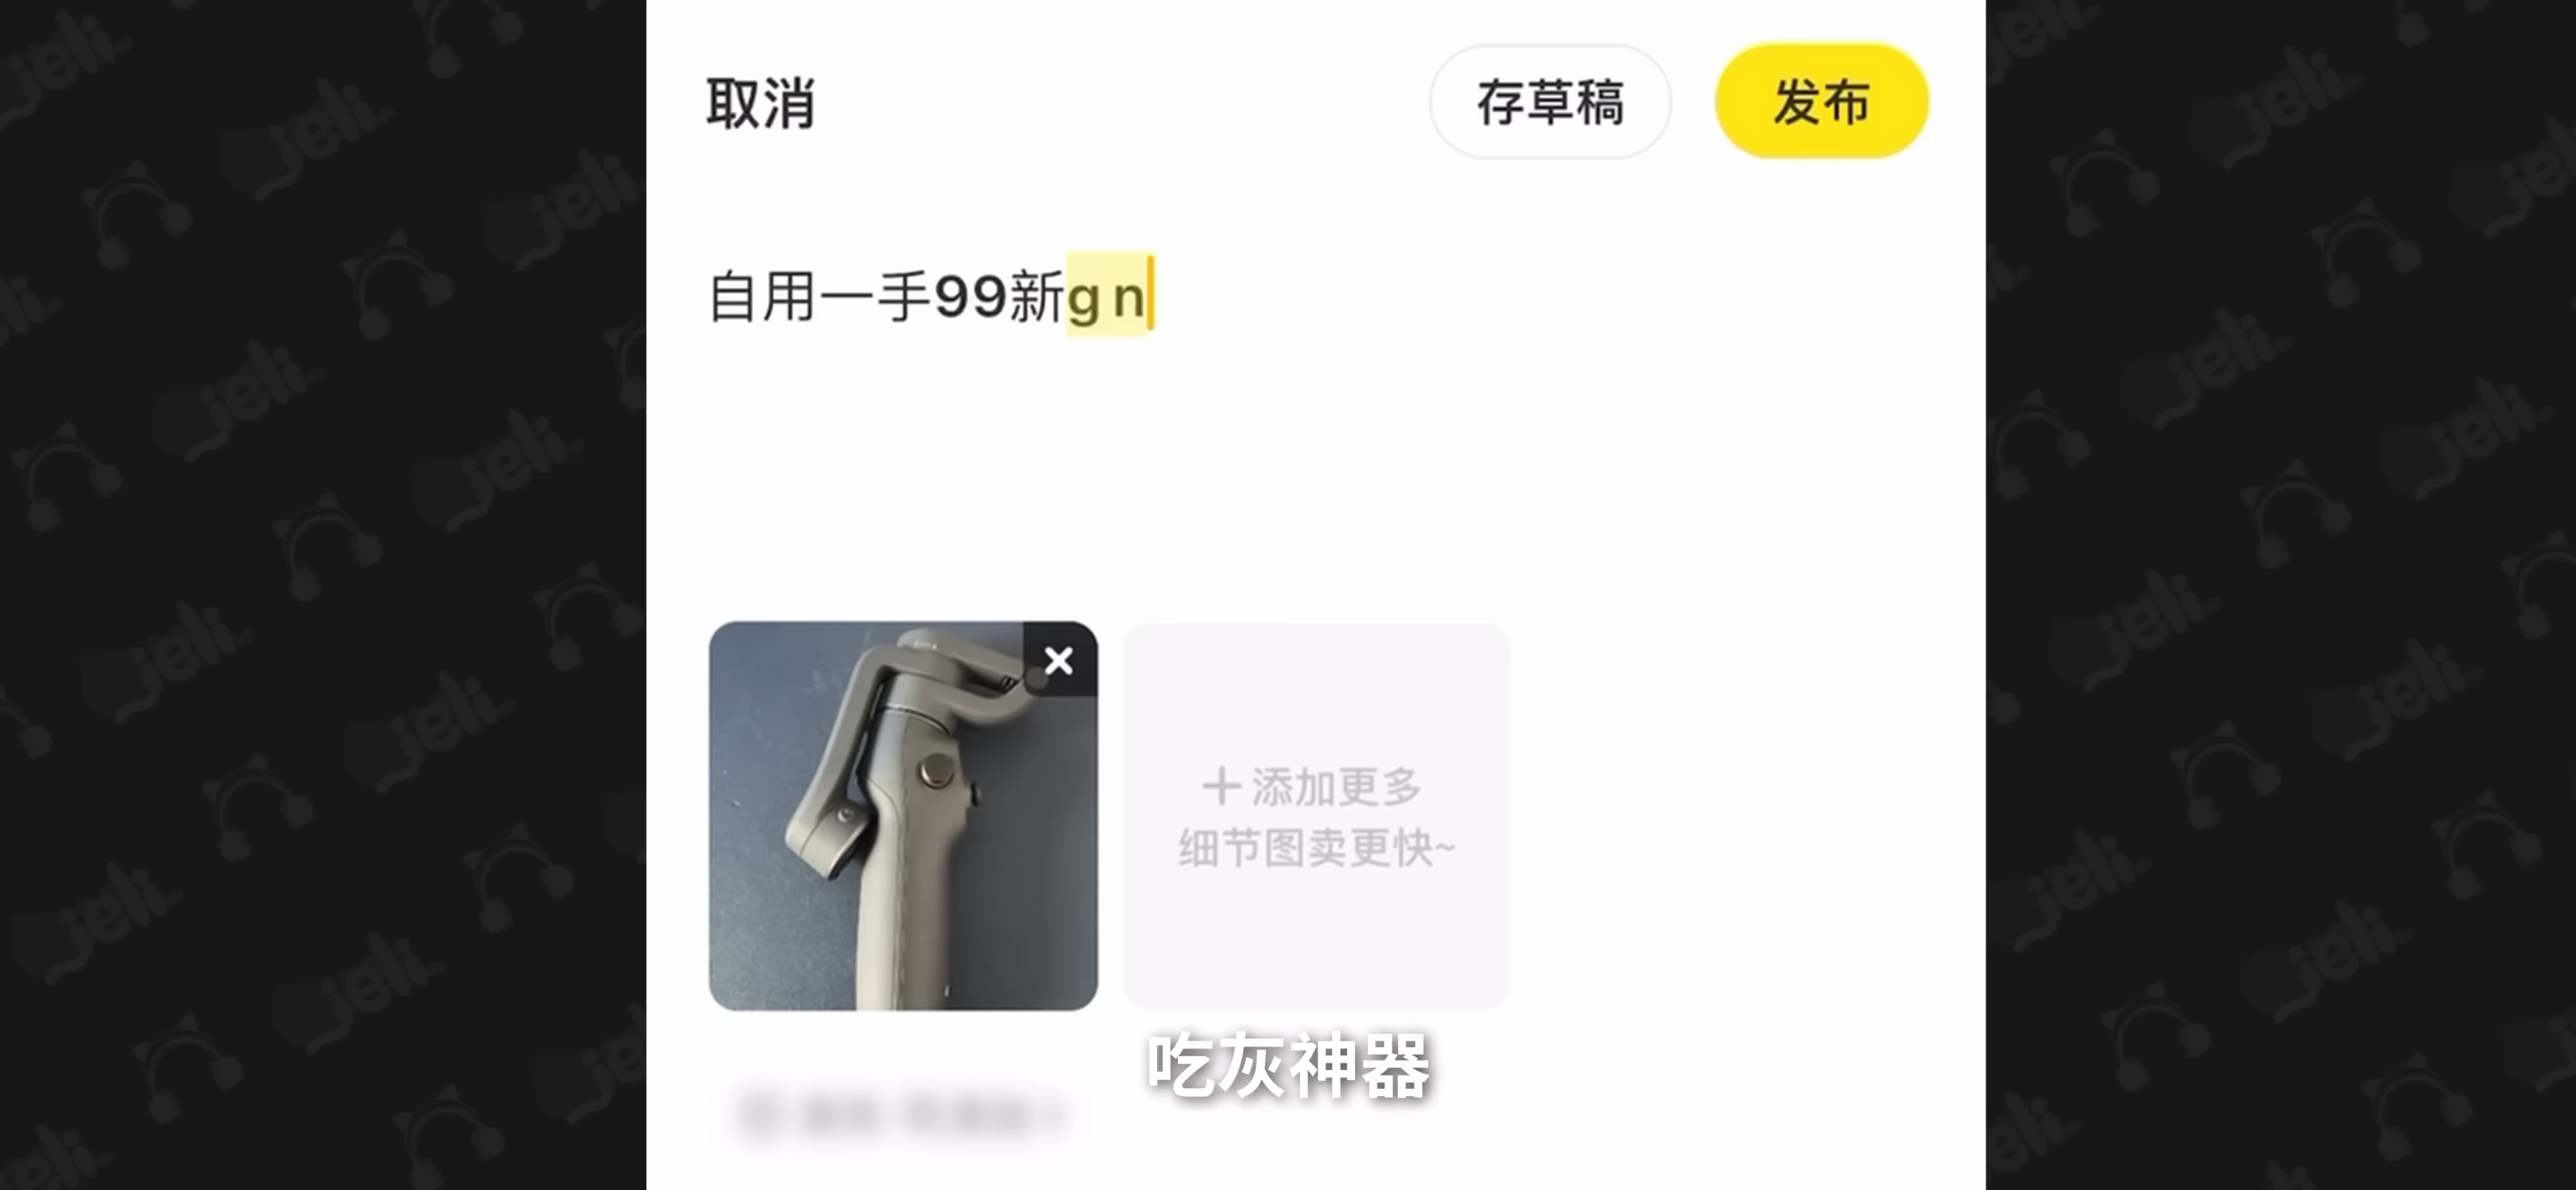 取消
存草稿
发布
自用一手99新g n
添加更多
细节图卖更快~
吃灰神器
jeli